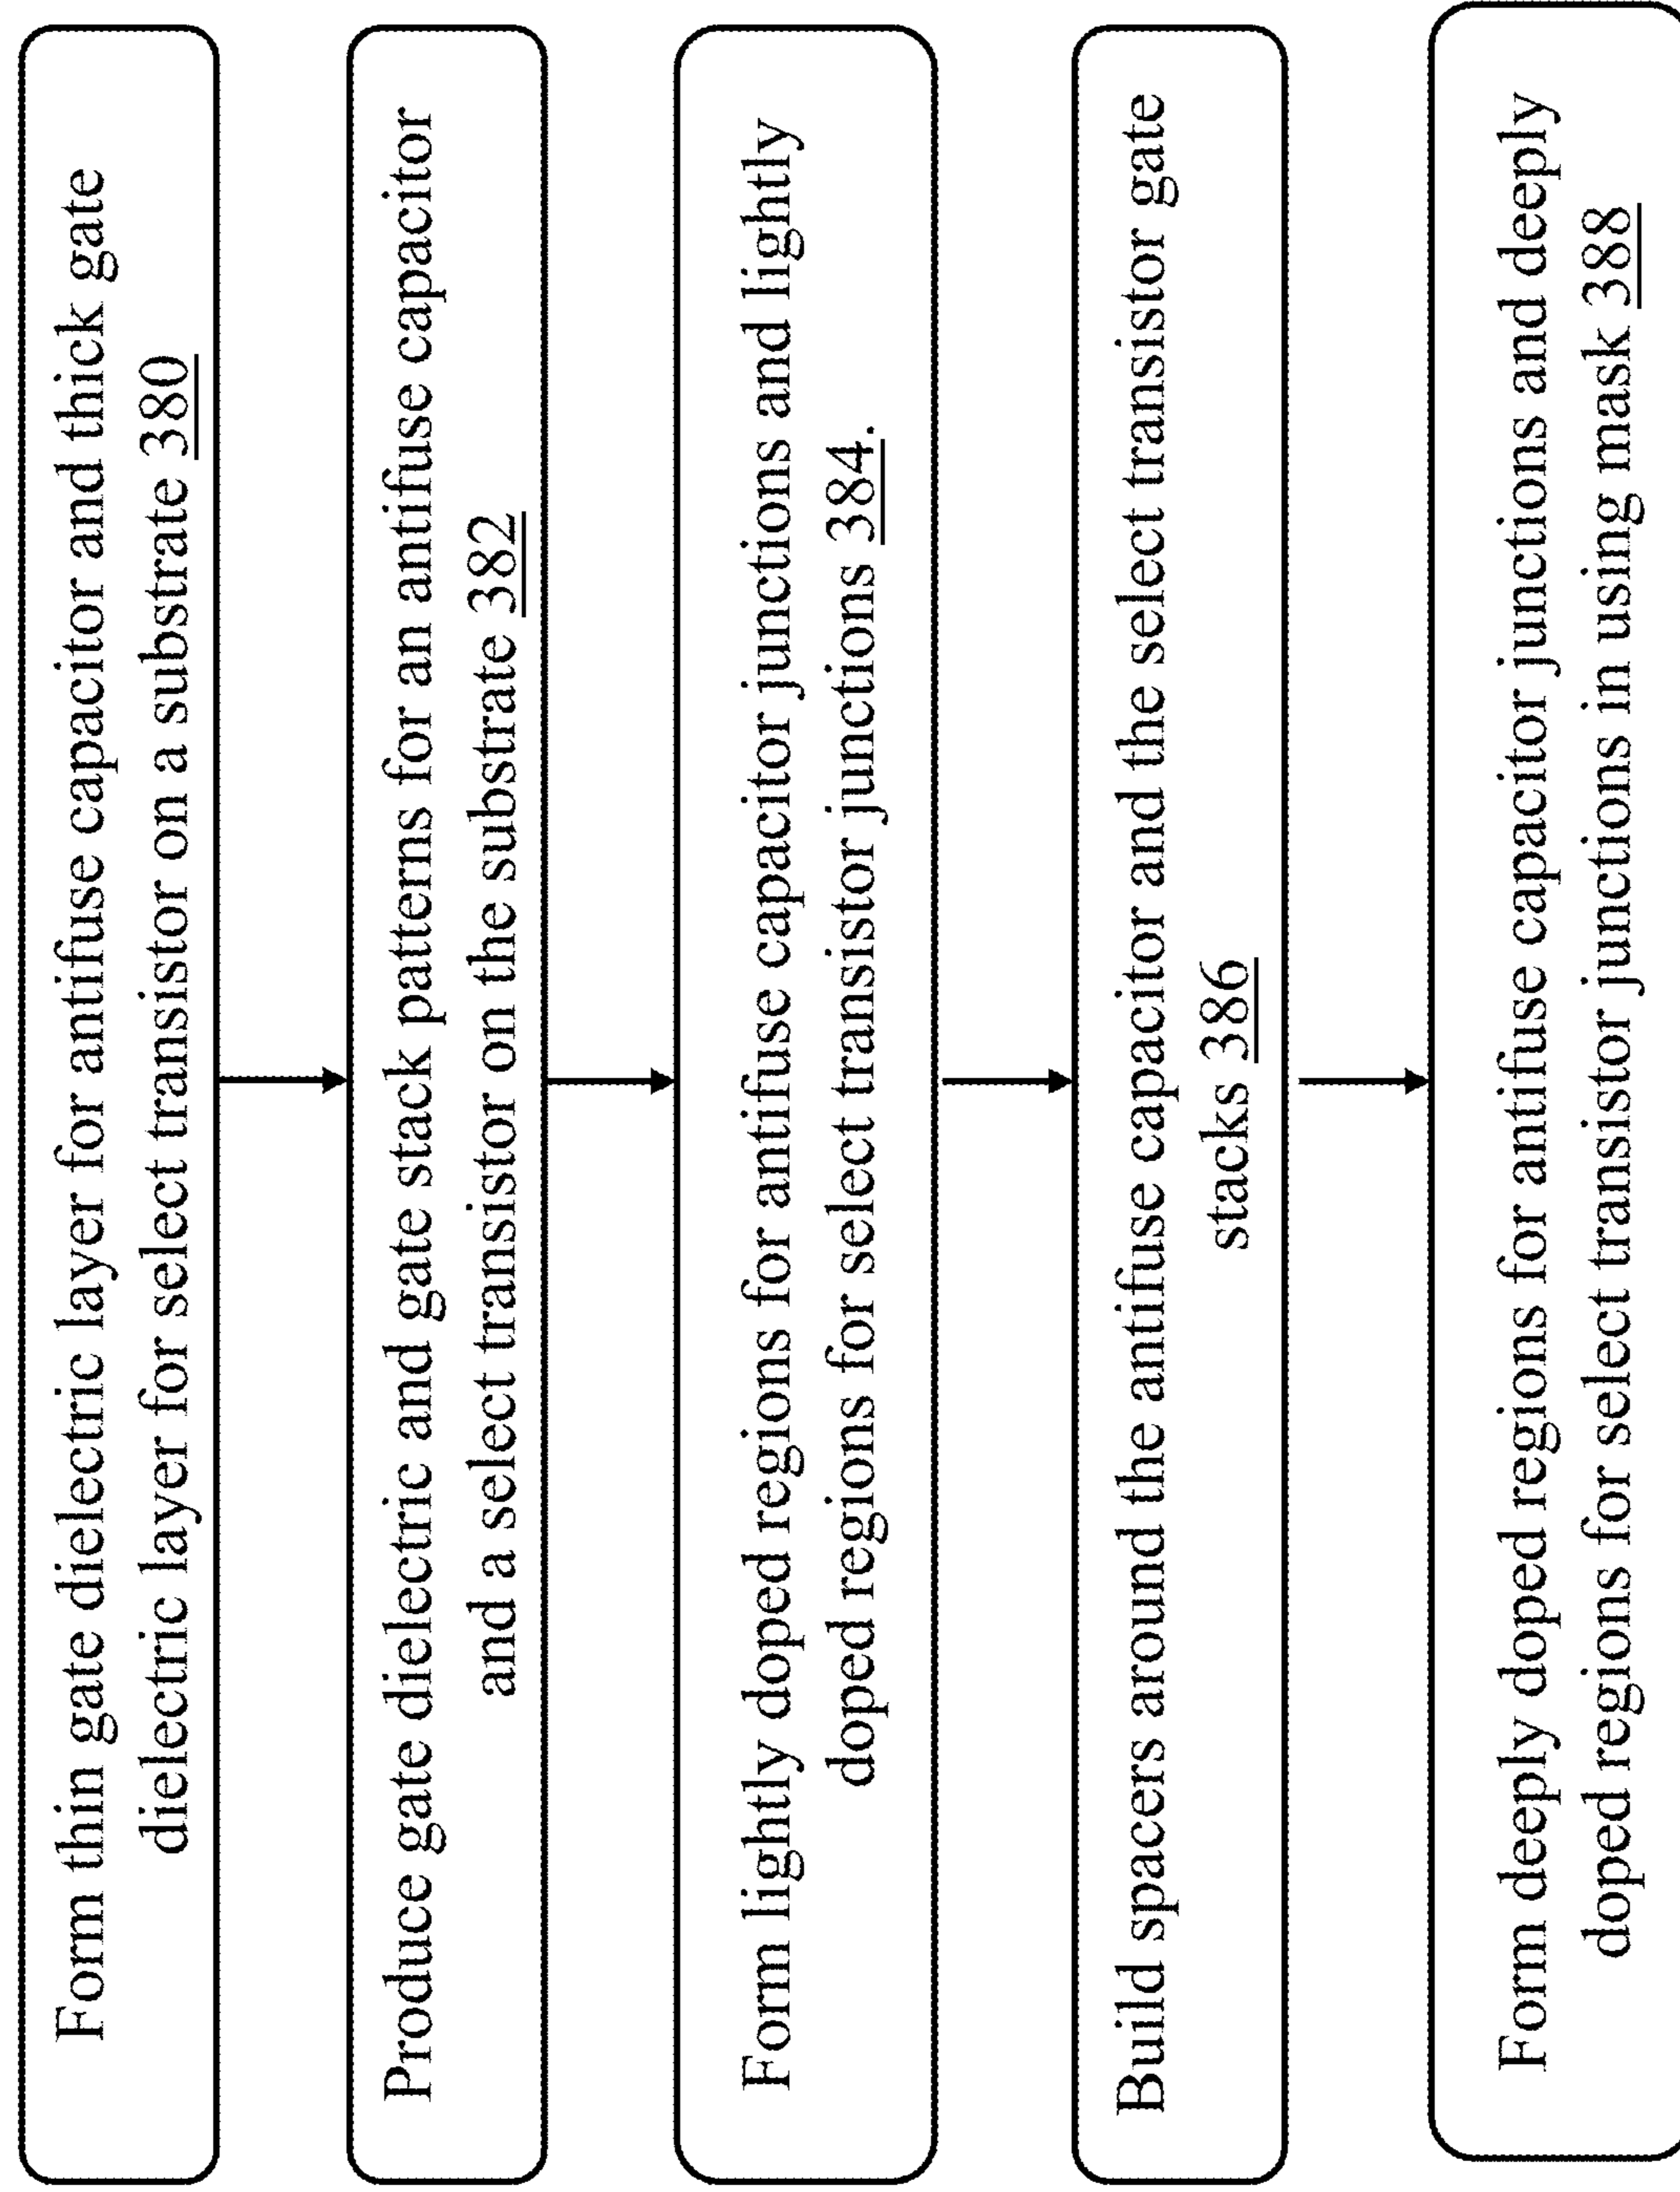 Form thin gate dielectric layer for antifuse capacitor and thick gate
dielectric layer for select transistor on a substrate 380
Produce gate dielectric and gate stack patterns for an antifuse capacitor
and a select transistor on the substrate 382
Form lightly doped regions for antifuse capacitor junctions and lightly
doped regions for select transistor junctions 384.
Build spacers around the antifuse capacitor and the select transistor gate
stacks 386
Form deeply doped regions for antifuse capacitor junctions and deeply
doped regions for select transistor junctions in using mask 388